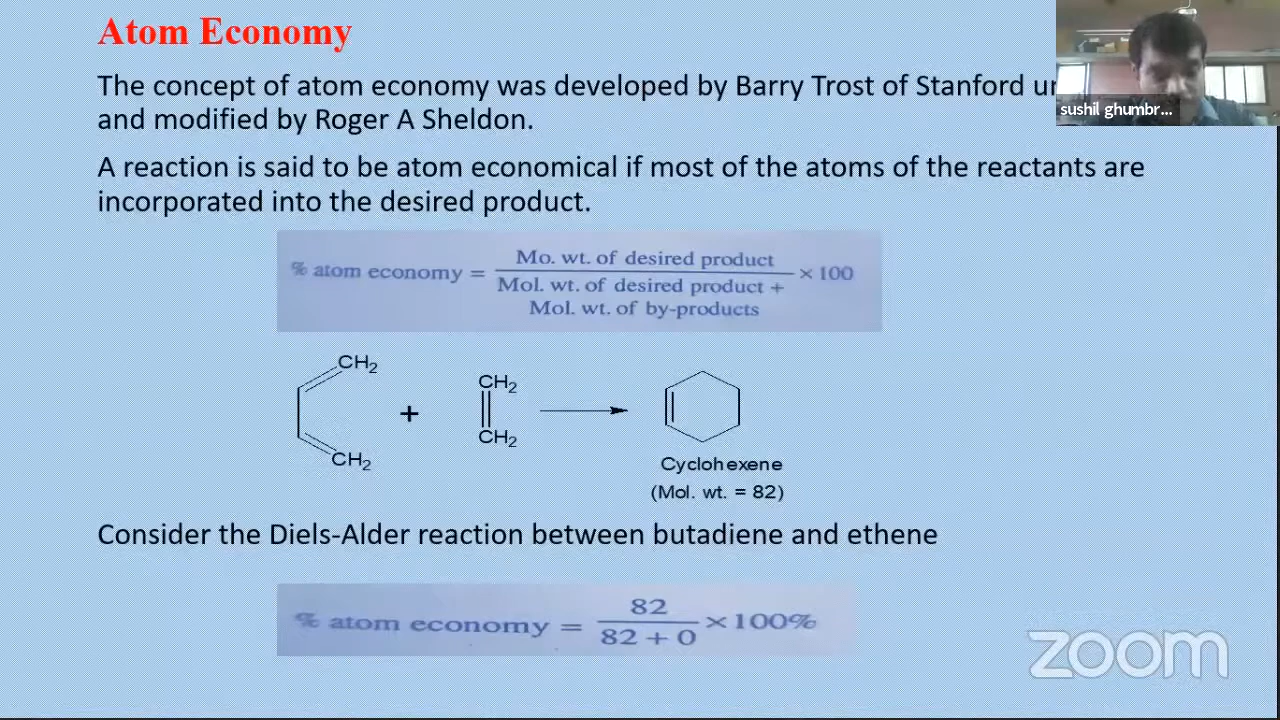 Atom Economy
The concept of atom economy was developed by Barry Trost of Stanford
and modified by Roger A Sheldon.
sushil ghumbr...
A reaction is said to be atom economical if most of the atoms of the reactants are
incorporated into the desired product.
Mo. wt. of desired product
% atom economy = × 100
Mol. wt. of desired product +
Mol. wt. of by-products
CH2
CH2
+
CH2
CH2
Cyclohexene
(Mol. wt. = 82)
Consider the Diels-Alder reaction between butadiene and ethene
82
% atom economy = ×100%
82 + 0
zoom